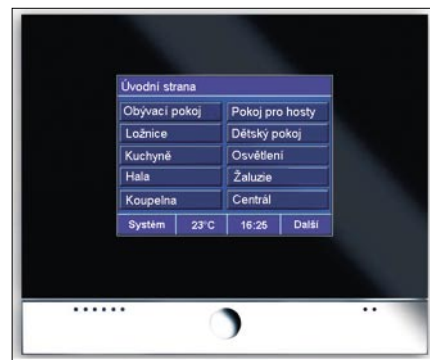 Úvodní strana
Obývací pokoj Pokoj pro hosty
Ložnice Dětský pokoj
Kuchyně Osvětlení
Hala Žaluzie
Koupelna Centrál
Systém 23°C 16:25 Další